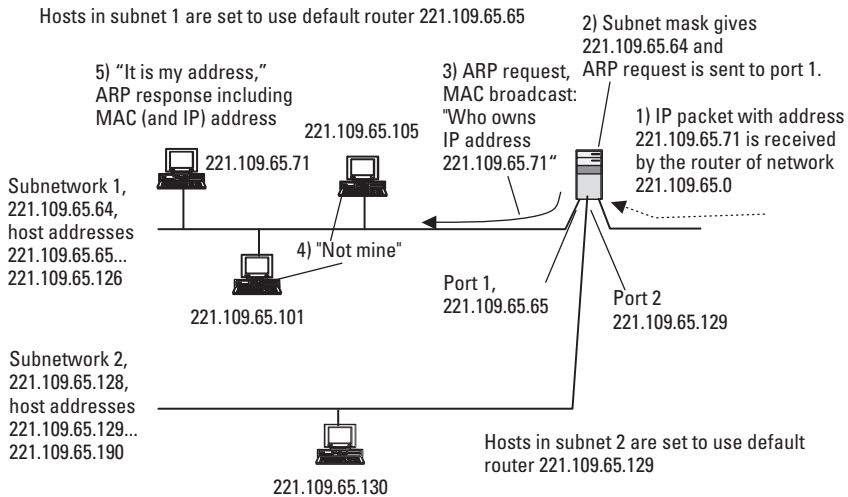 Hosts in subnet 1 are set to use default router 221.109.65.65
2) Subnet mask gives
221.109.65.64 and
ARP request is sent to port 1.
5) “It is my address,”
ARP response including
MAC (and IP) address
3) ARP request,
MAC broadcast:
"Who owns
IP address
221.109.65.71“
1) IP packet with address
221.109.65.71 is received
by the router of network
221.109.65.0
221.109.65.105
221.109.65.71
Subnetwork 1,
221.109.65.64,
host addresses
221.109.65.65...
221.109.65.126
4) "Not mine"
221.109.65.101
Port 1,
221.109.65.65
Port 2
221.109.65.129
Subnetwork 2,
221.109.65.128,
host addresses
221.109.65.129...
221.109.65.190
221.109.65.130
Hosts in subnet 2 are set to use default
router 221.109.65.129